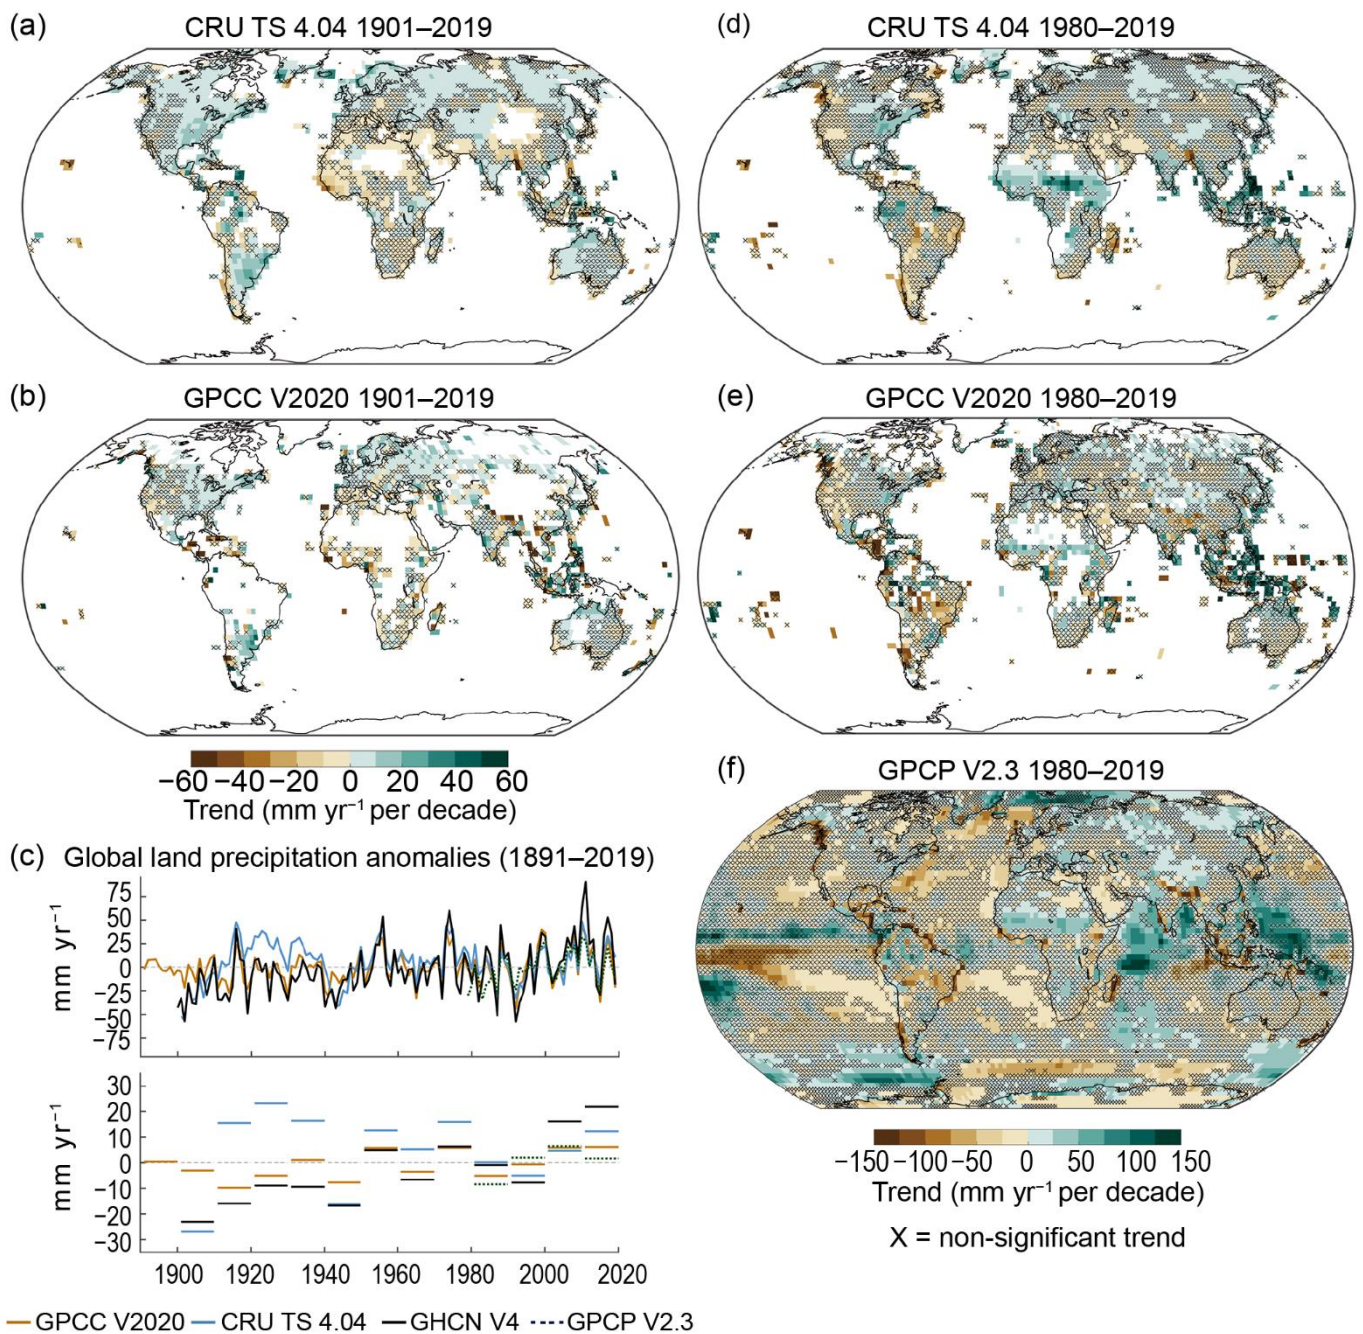 (a) CRU TS 4.04 1901–2019
(d) CRU TS 4.04 1980–2019
(b) GPCC V2020 1901–2019
(e) GPCC V2020 1980–2019
−60 −40 −20 0 20 40 60
Trend (mm yr⁻¹ per decade)
(f) GPCP V2.3 1980–2019
−150 −100 −50 0 50 100 150
Trend (mm yr⁻¹ per decade)
X = non-significant trend
(c) Global land precipitation anomalies (1891–2019)
mm yr⁻¹
75
50
25
0
−25
−50
−75
mm yr⁻¹
30
20
10
0
−10
−20
−30
1900 1920 1940 1960 1980 2000 2020
GPCC V2020 CRU TS 4.04 GHCN V4 GPCP V2.3